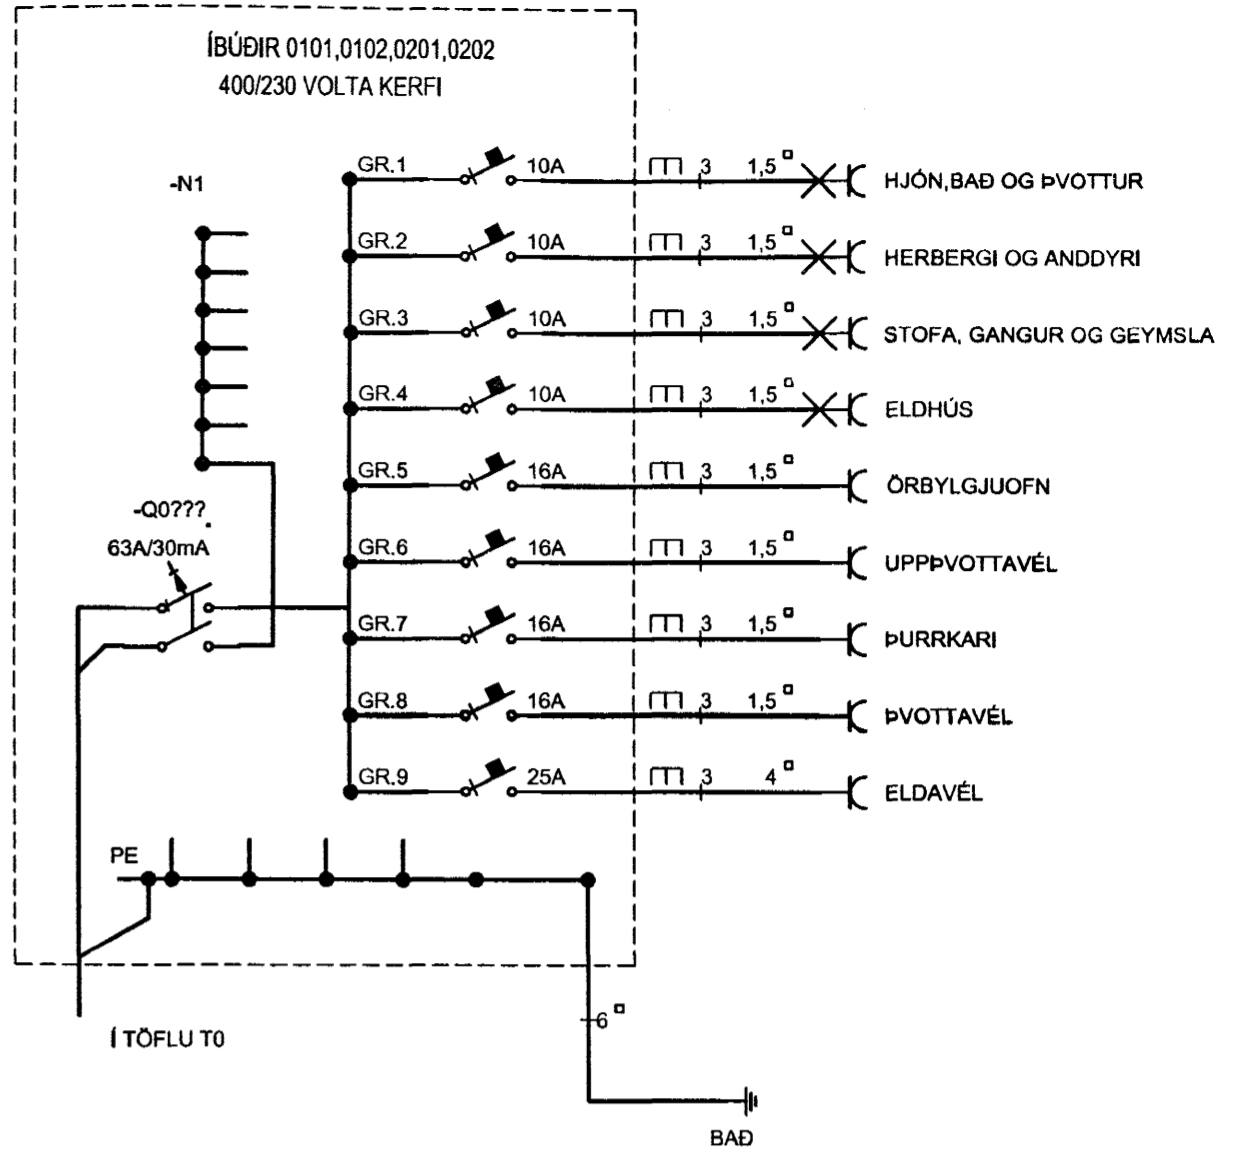 ÍBÚÐIR 0101,0102,0201,0202
400/230 VOLTA KERFI
-N1
GR.1 10A 3 1,5 HJÓN,BAÐ OG ÞVOTTUR
GR.2 10A 3 1,5 HERBERGI OG ANDDYRI
GR.3 10A 3 1,5 STOFA, GANGUR OG GEYMSLA
GR.4 10A 3 1,5 ELDHÚS
GR.5 16A 3 1,5 ÖRBYLGJUOFN
-Q0???
63A/30mA
GR.6 16A 3 1,5 UPPÞVOTTAVÉL
GR.7 16A 3 1,5 ÞURRKARI
GR.8 16A 3 1,5 ÞVOTTAVÉL
GR.9 25A 3 4 ELDAVÉL
PE
6
Í TÖFLU T0
BAÐ